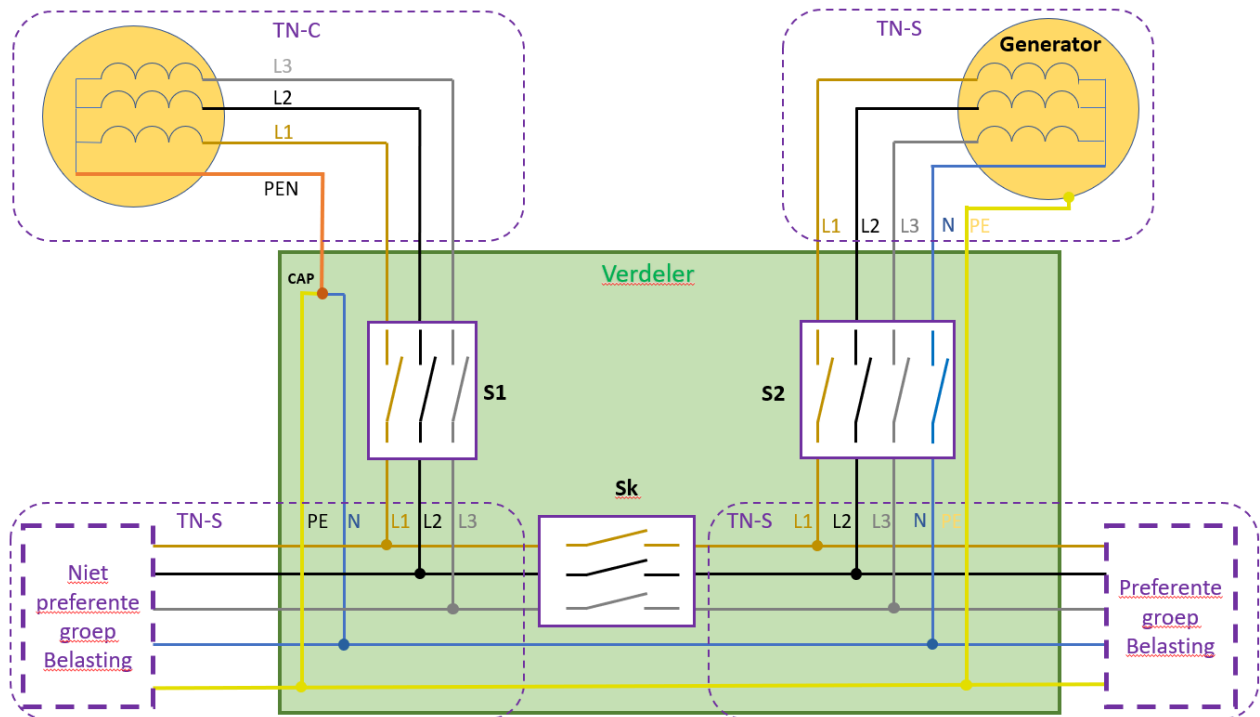 TN-C
TN-S
Generator
L3
L2
L1
PEN
L1
L2
L3
N
PE
CAP
Verdeler
S1
S2
Sk
TN-S
PE
N
L1
L2
L3
TN-S
L1
L2
L3
N
PE
Niet
preferente
groep
Belasting
Preferente
groep
Belasting